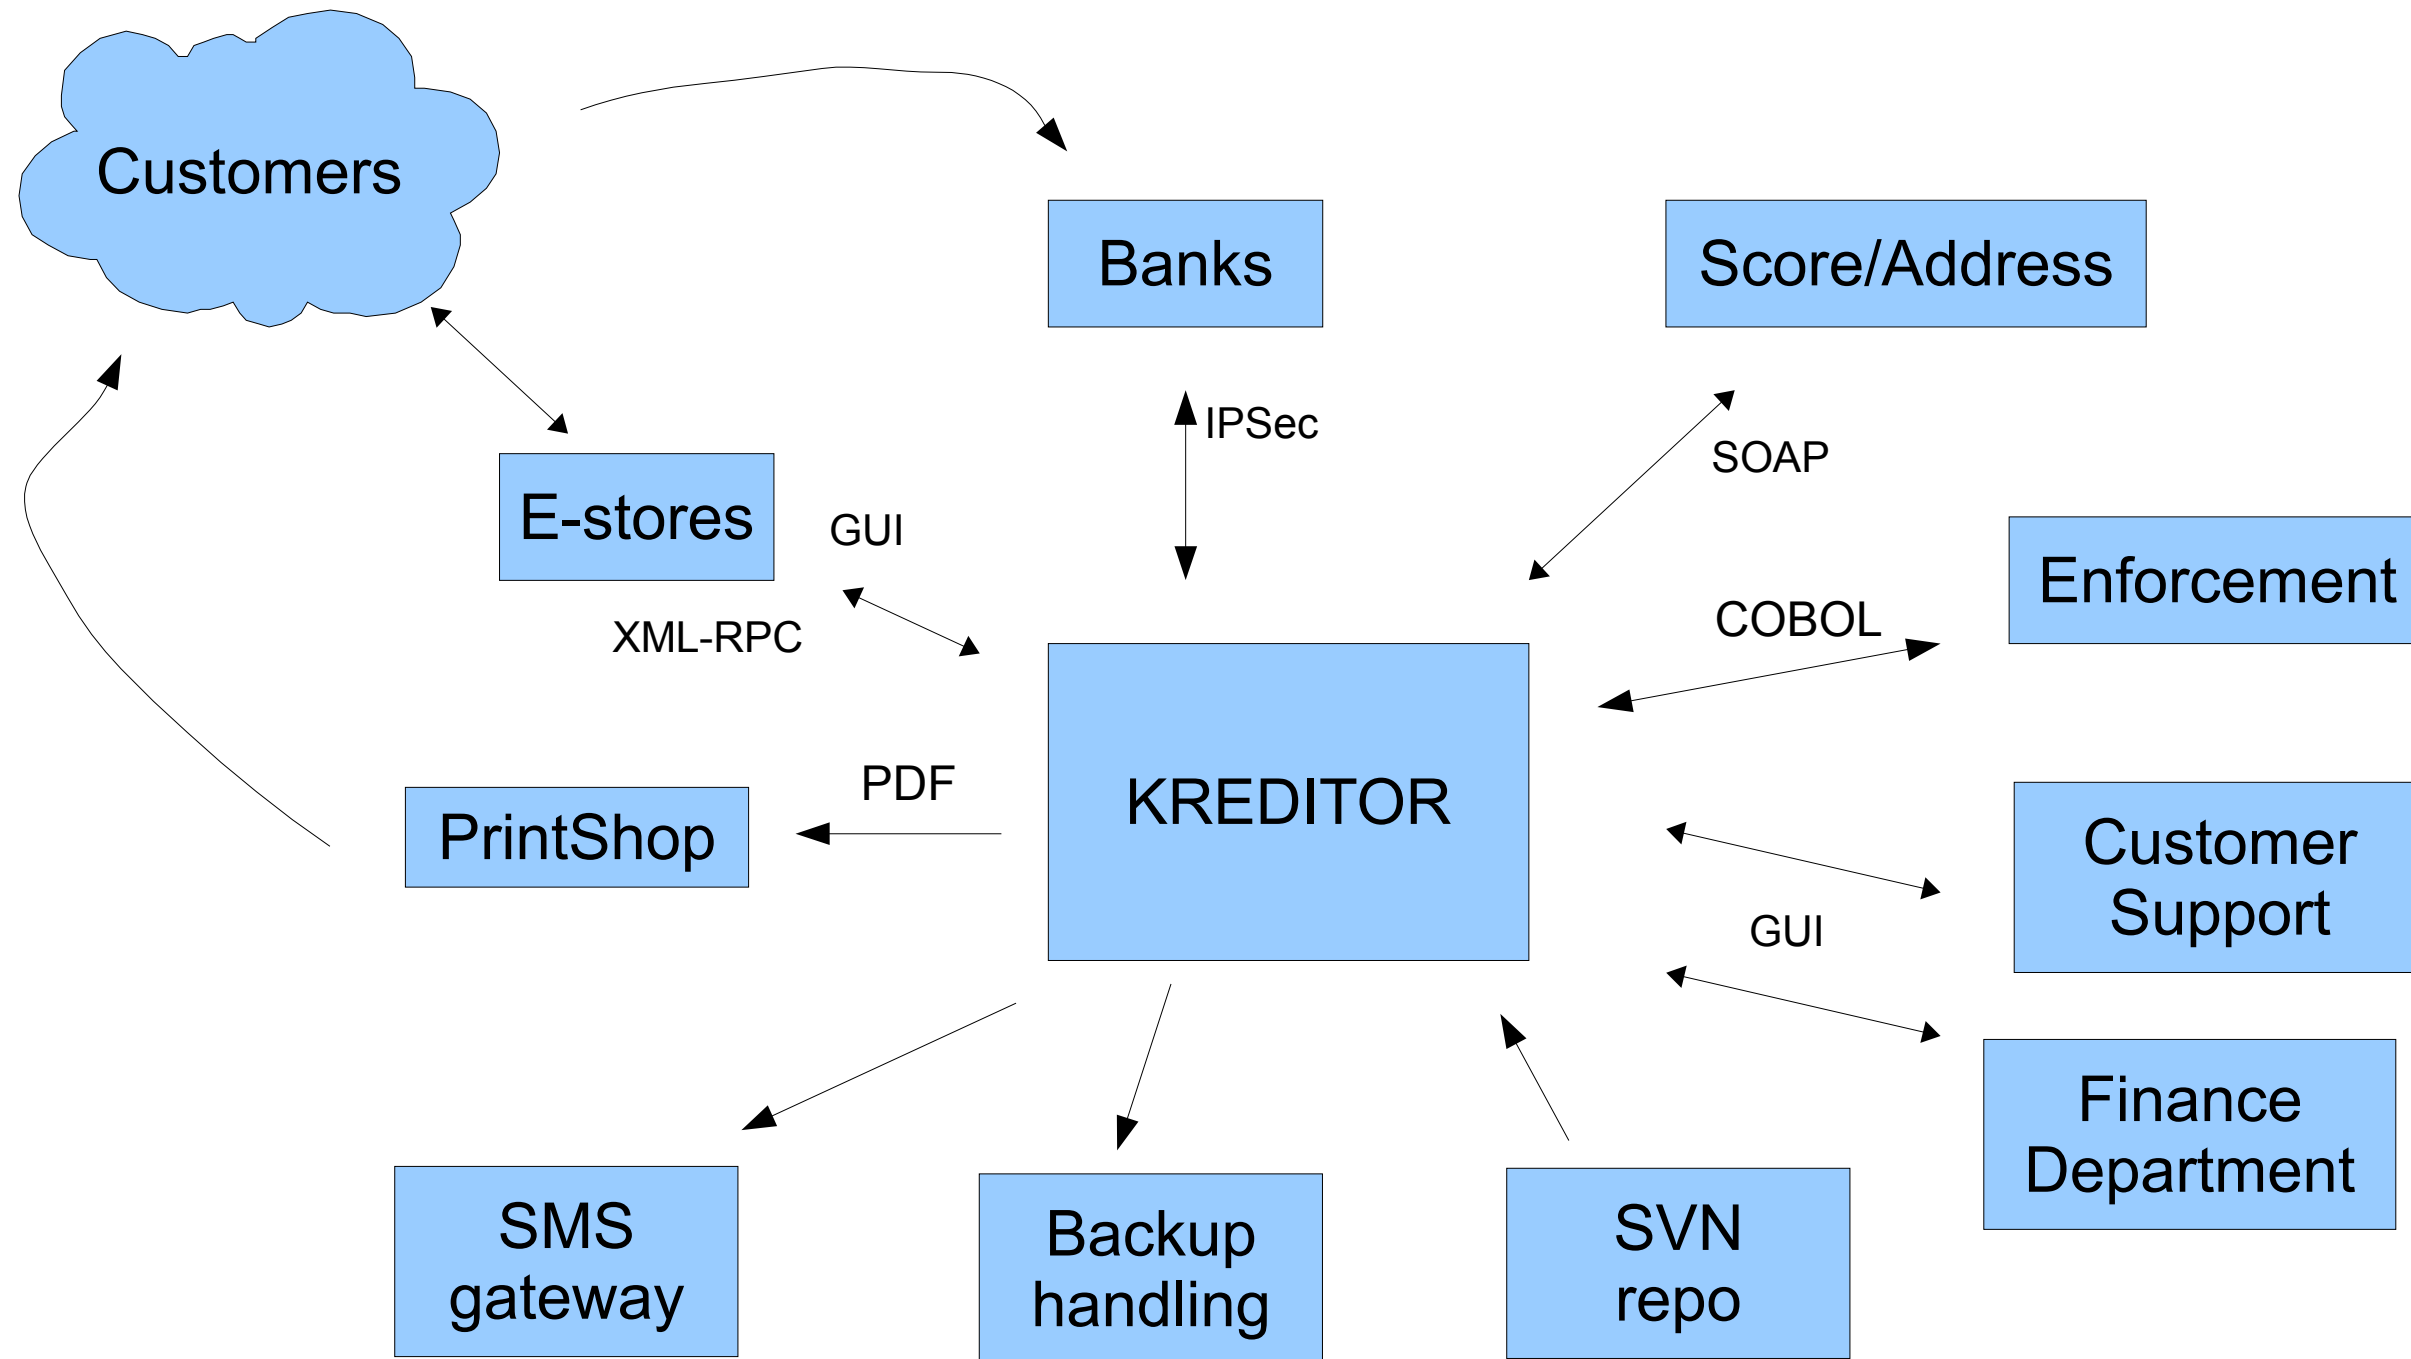 Customers
Banks
Score/Address
IPSec
SOAP
E-stores
GUI
XML-RPC
Enforcement
COBOL
KREDITOR
PDF
PrintShop
Customer
Support
GUI
Finance
Department
SMS
gateway
Backup
handling
SVN
repo